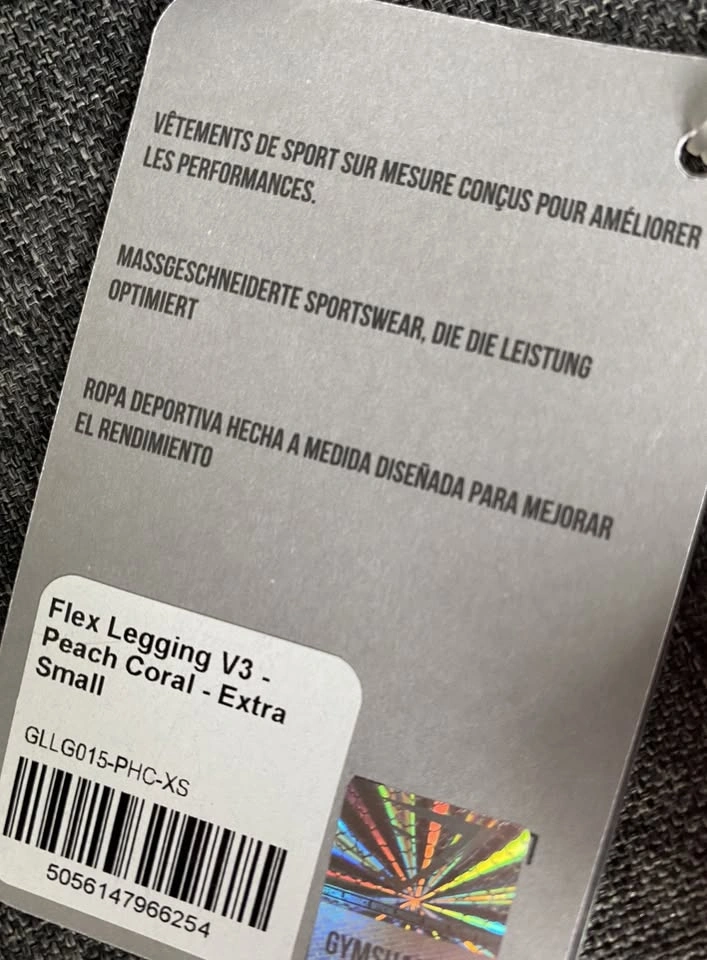 VÊTEMENTS DE SPORT SUR MESURE CONÇUS POUR AMÉLIORER
LES PERFORMANCES.
MASSGESCHNEIDERTE SPORTSWEAR, DIE DIE LEISTUNG
OPTIMIERT
ROPA DEPORTIVA HECHA A MEDIDA DISEÑADA PARA MEJORAR
EL RENDIMIENTO
Flex Legging V3 -
Peach Coral - Extra
Small
GLLG015-PHC-XS
5056147966254